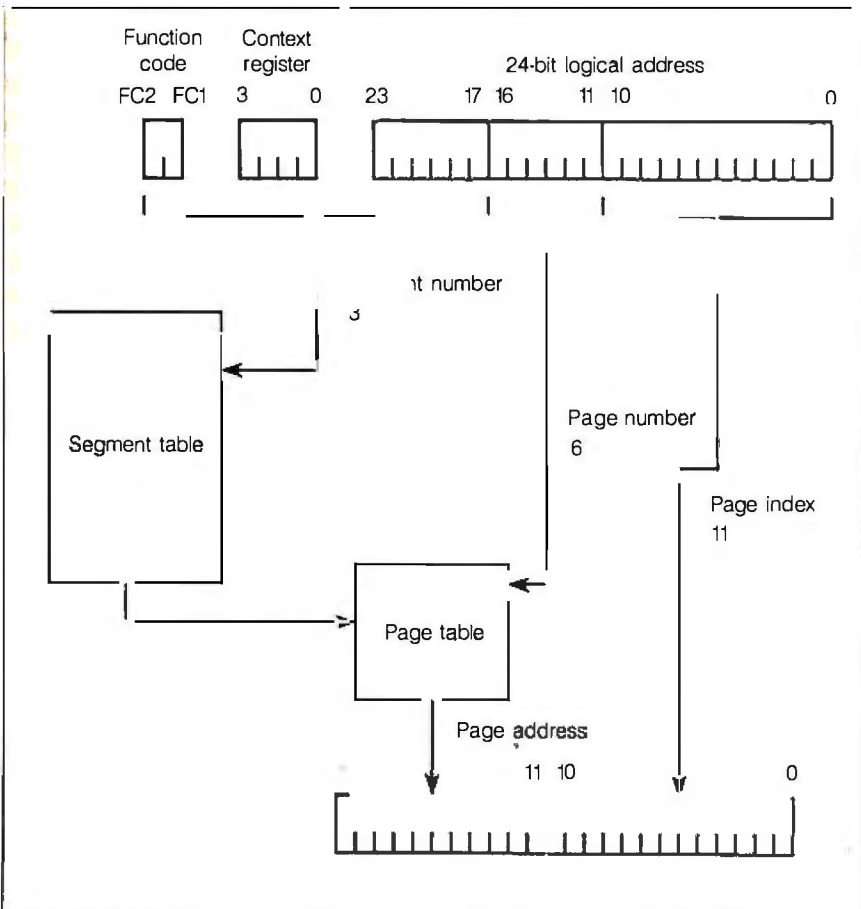 Function code
Context register
24-bit logical address
FC2 FC1 3 0 23 17 16 11 10 0
number
Segment table
Page number
6
Page index
11
Page table
Page address
11 10 0